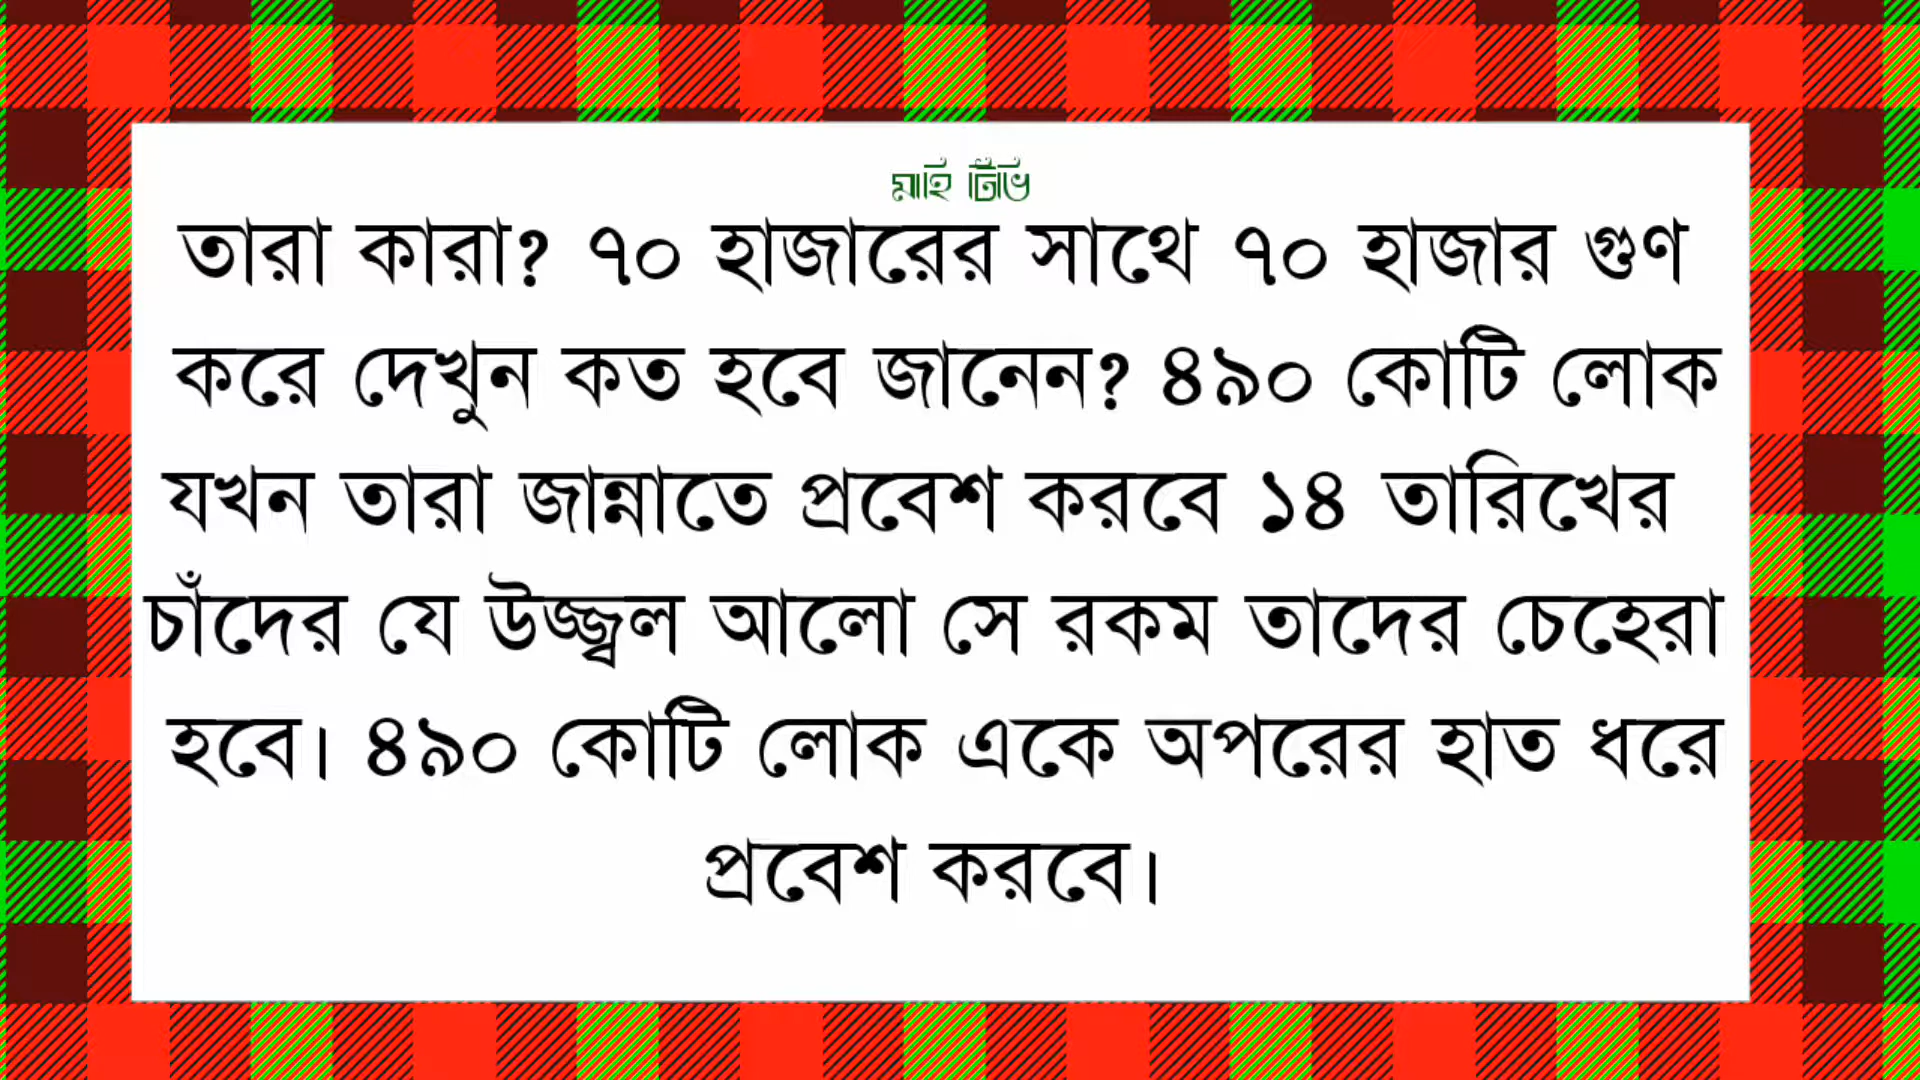 মাহি টিভি
তারা কারা? ৭০ হাজারের সাথে ৭০ হাজার গুণ
করে দেখুন কত হবে জানেন? ৪৯০ কোটি লোক
যখন তারা জান্নাতে প্রবেশ করবে ১৪ তারিখের
চাঁদের যে উজ্জ্বল আলো সে রকম তাদের চেহেরা
হবে। ৪৯০ কোটি লোক একে অপরের হাত ধরে
প্রবেশ করবে।